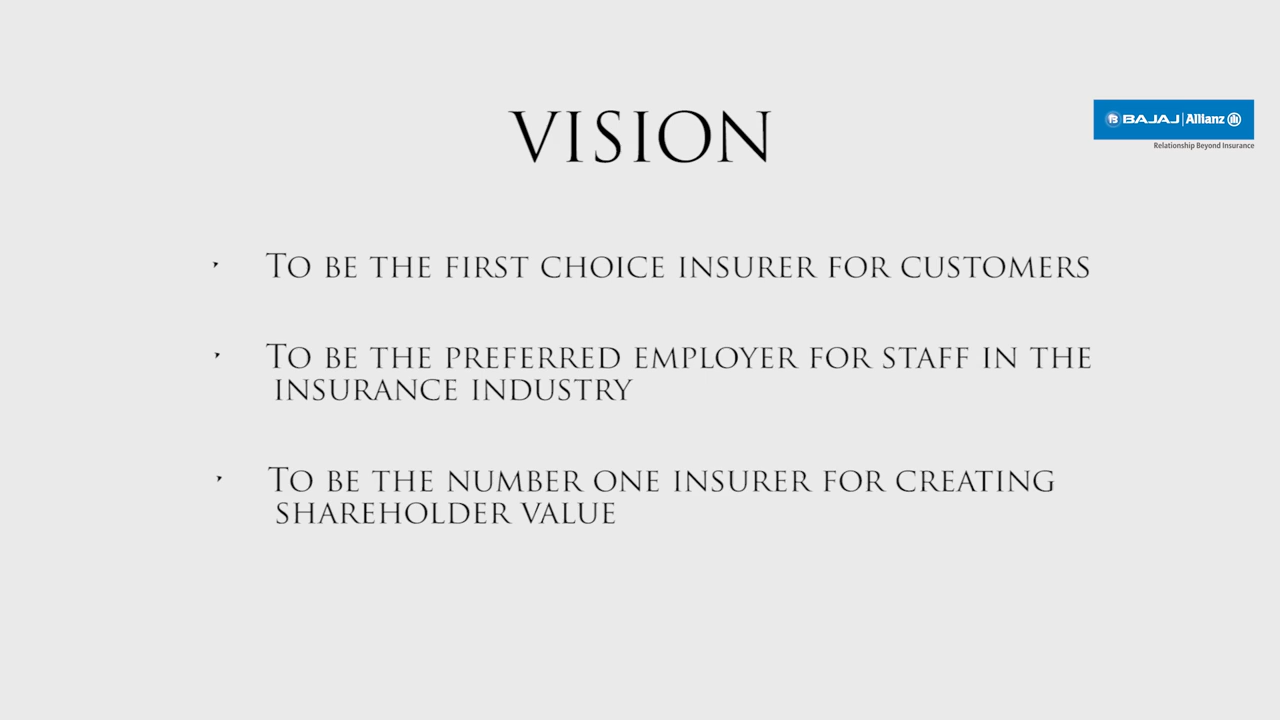 VISION
BAJAJ | Allianz
Relationship Beyond Insurance
TO BE THE FIRST CHOICE INSURER FOR CUSTOMERS
TO BE THE PREFERRED EMPLOYER FOR STAFF IN THE
INSURANCE INDUSTRY
TO BE THE NUMBER ONE INSURER FOR CREATING
SHAREHOLDER VALUE